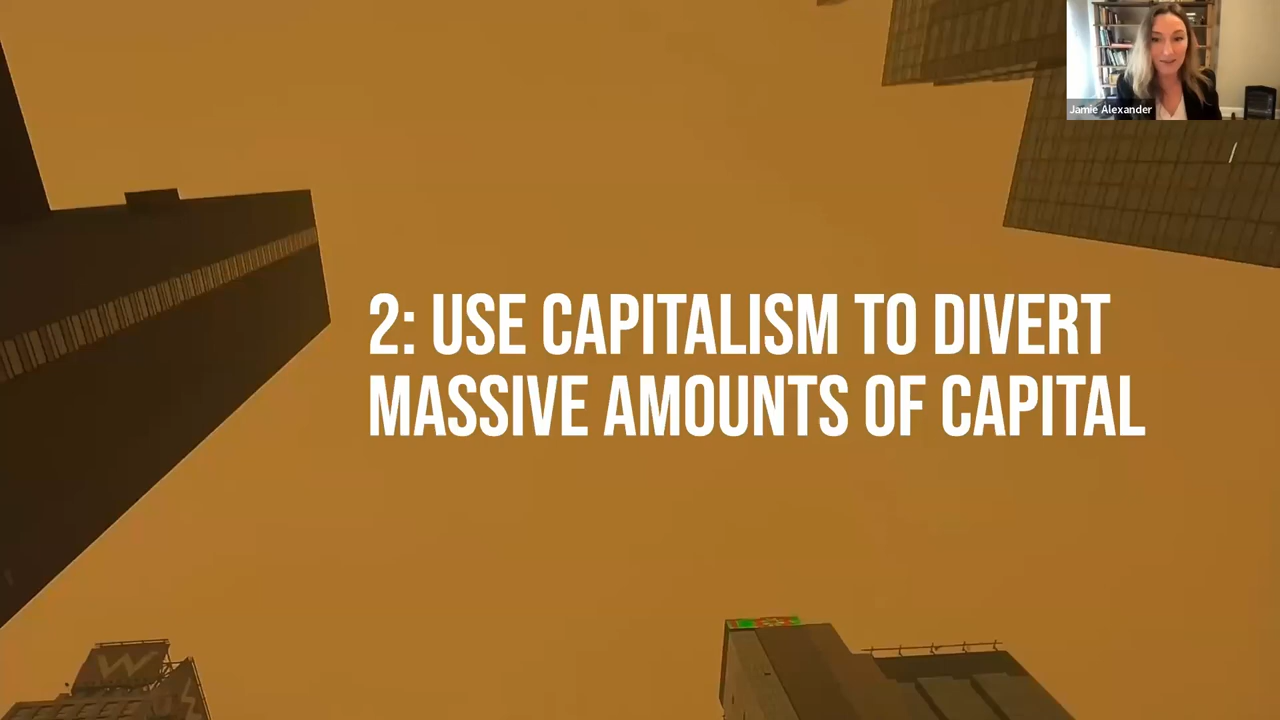 Jamie Alexander
2: USE CAPITALISM TO DIVERT
MASSIVE AMOUNTS OF CAPITAL
W